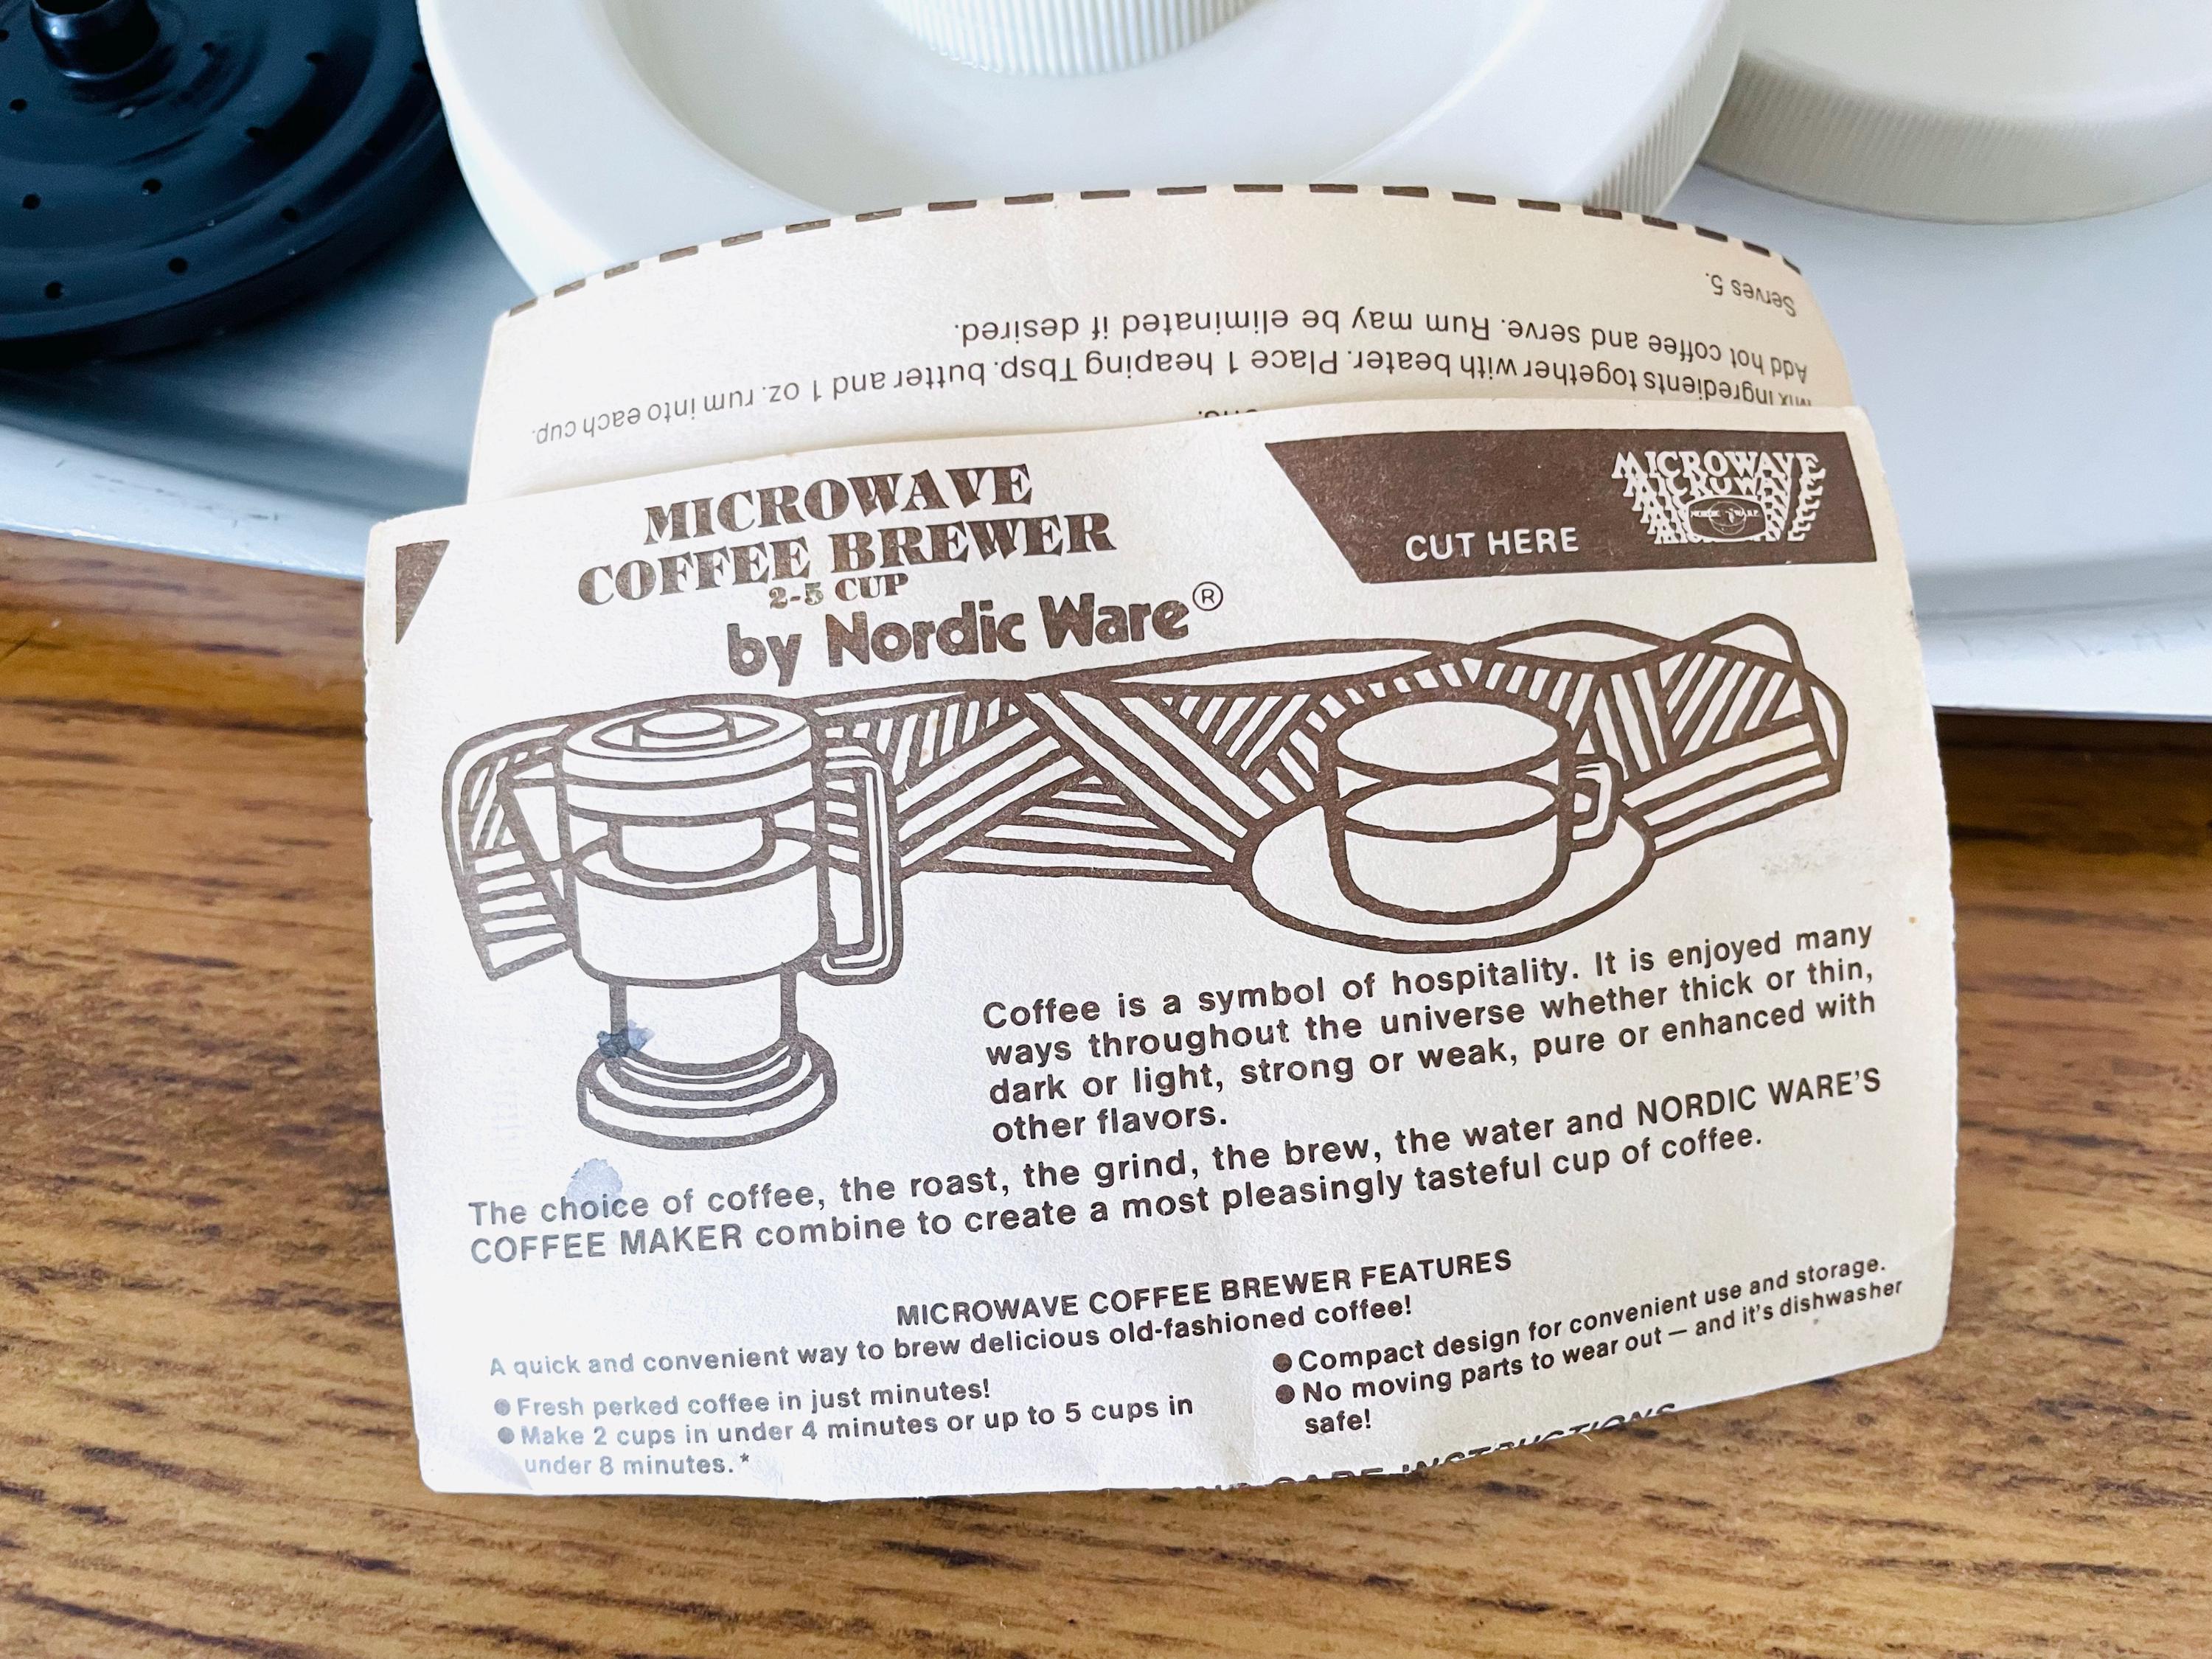 Serves 5.
Add hot coffee and serve. Rum may be eliminated if desired.
Mix ingredients together with beater. Place 1 heaping Tbsp. butter and 1 oz. rum into each cup.
MICROWAVE
COFFEE BREWER
2-5 CUP
by Nordic Ware®
CUT HERE
MICROWAVE
NORDIC WARE
Coffee is a symbol of hospitality. It is enjoyed many
ways throughout the universe whether thick or thin,
dark or light, strong or weak, pure or enhanced with
other flavors.
The choice of coffee, the roast, the grind, the brew, the water and NORDIC WARE'S
COFFEE MAKER combine to create a most pleasingly tasteful cup of coffee.
MICROWAVE COFFEE BREWER FEATURES
A quick and convenient way to brew delicious old-fashioned coffee!
● Fresh perked coffee in just minutes!
● Make 2 cups in under 4 minutes or up to 5 cups in
under 8 minutes.*
● Compact design for convenient use and storage.
● No moving parts to wear out — and it's dishwasher
safe!
CARE INSTRUCTIONS